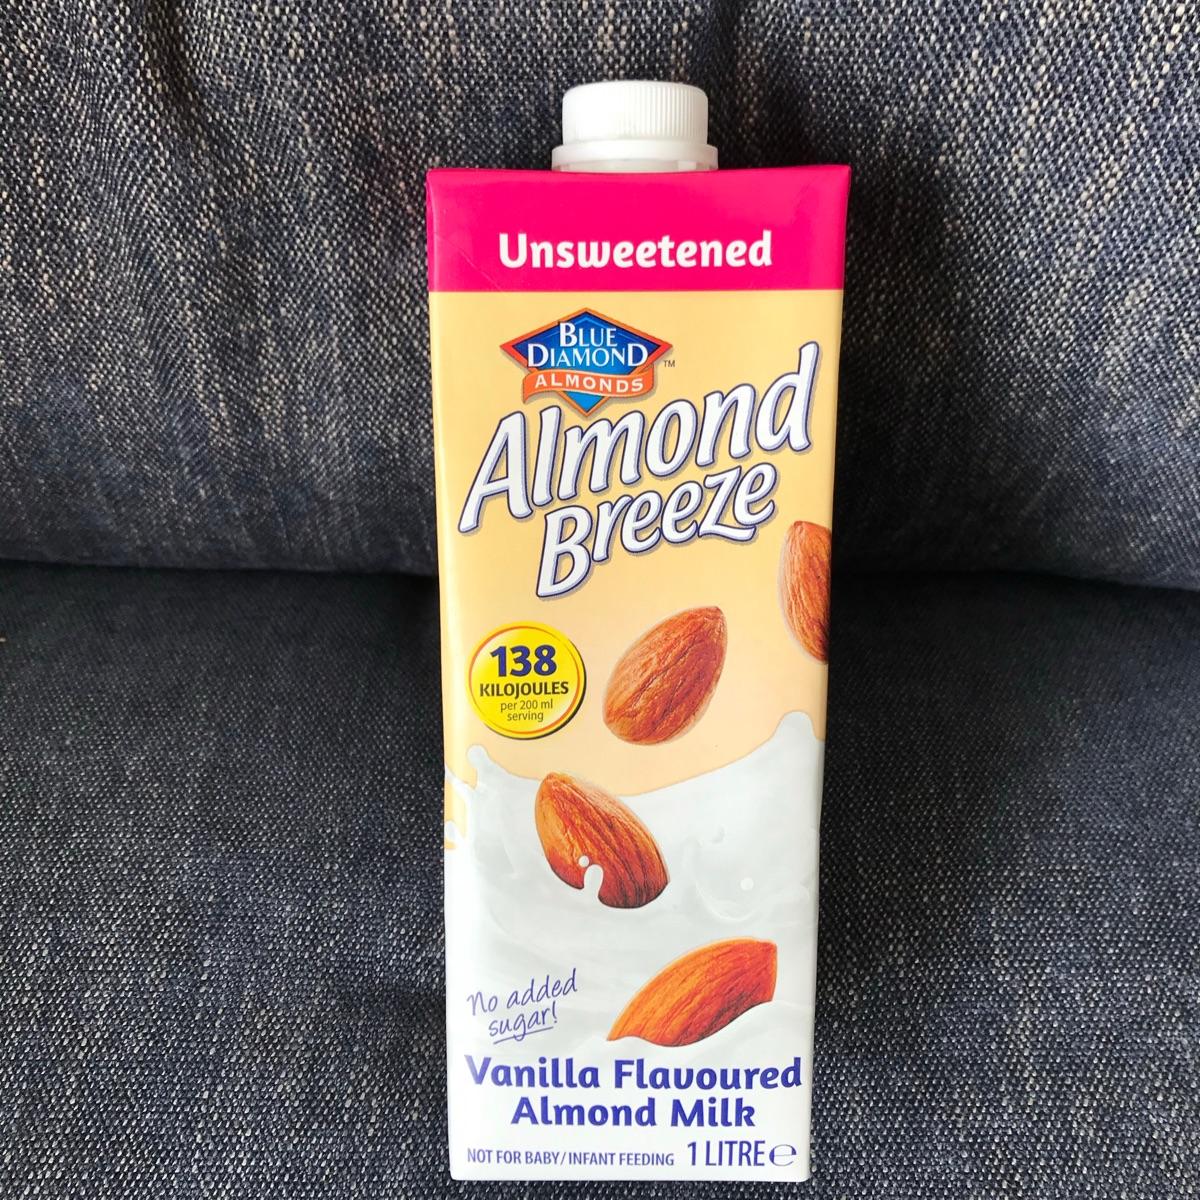 Unsweetened
BLUE
DIAMOND
ALMONDS
TM
Almond
Breeze
138
KILOJOULES
per 200 ml
serving
No added
sugar!
Vanilla Flavoured
Almond Milk
NOT FOR BABY/INFANT FEEDING 1 LITRE ℮